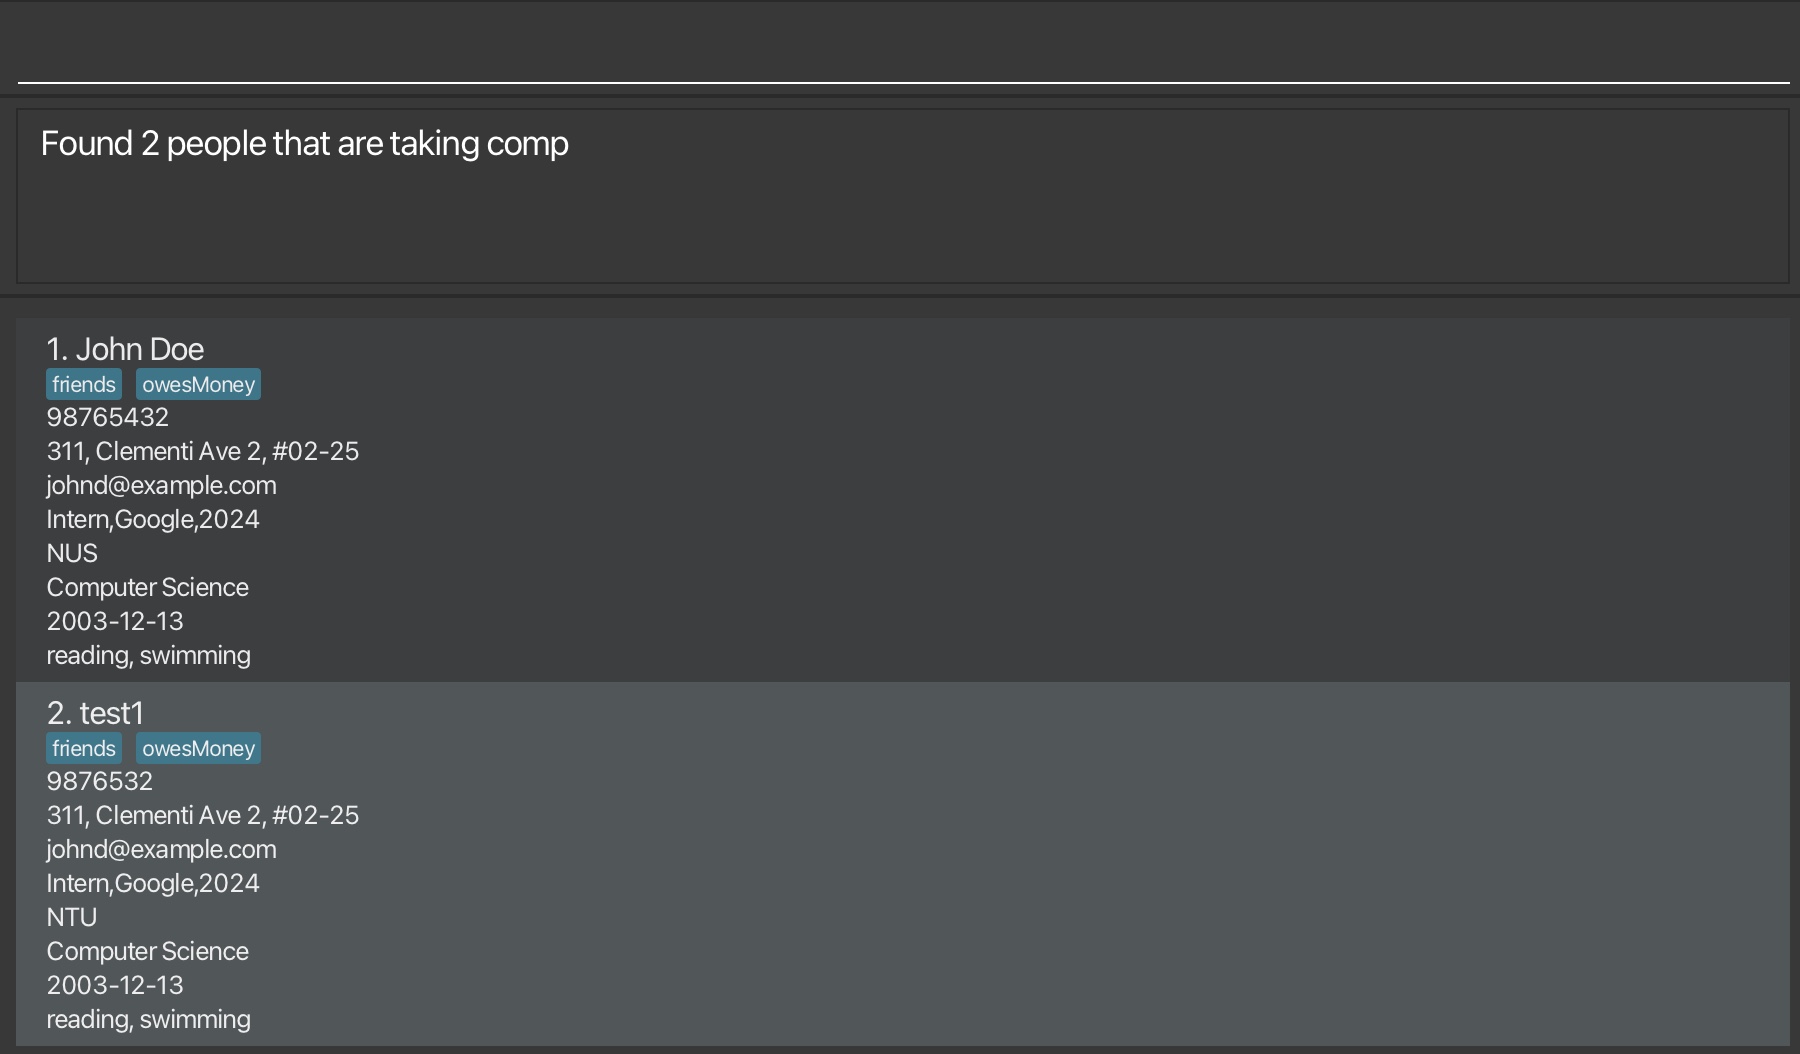 Found 2 people that are taking comp
1. John Doe
friends owesMoney
98765432
311, Clementi Ave 2, #02-25
johnd@example.com
Intern,Google,2024
NUS
Computer Science
2003-12-13
reading, swimming
2. test1
friends owesMoney
9876532
311, Clementi Ave 2, #02-25
johnd@example.com
Intern,Google,2024
NTU
Computer Science
2003-12-13
reading, swimming